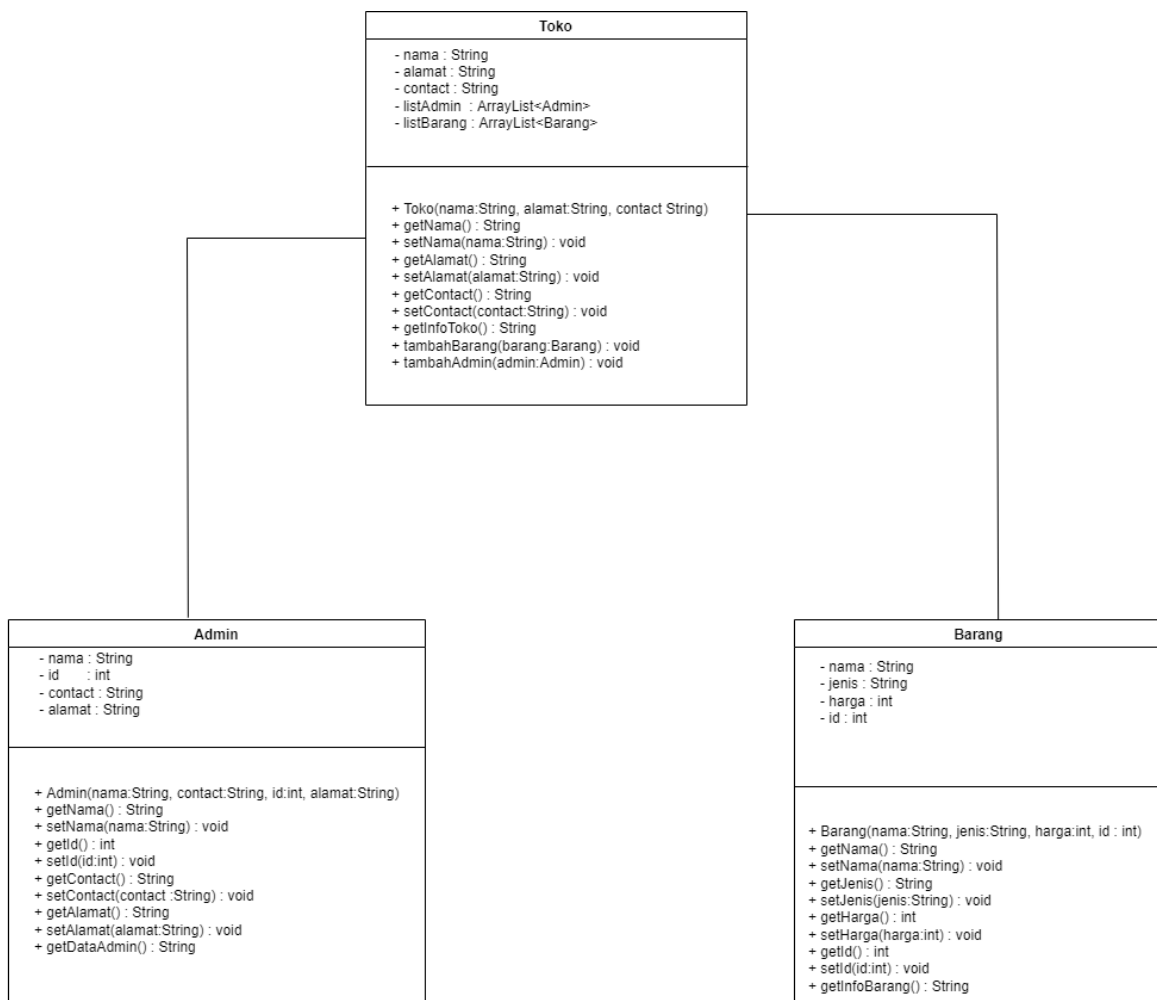 Toko
- nama : String
- alamat : String
- contact : String
- listAdmin : ArrayList<Admin>
- listBarang : ArrayList<Barang>
+ Toko(nama:String, alamat:String, contact String)
+ getNama() : String
+ setNama(nama:String) : void
+ getAlamat() : String
+ setAlamat(alamat:String) : void
+ getContact() : String
+ setContact(contact:String) : void
+ getInfoToko() : String
+ tambahBarang(barang:Barang) : void
+ tambahAdmin(admin:Admin) : void
Admin
- nama : String
- id : int
- contact : String
- alamat : String
+ Admin(nama:String, contact:String, id:int, alamat:String)
+ getNama() : String
+ setNama(nama:String) : void
+ getId() : int
+ setId(id:int) : void
+ getContact() : String
+ setContact(contact :String) : void
+ getAlamat() : String
+ setAlamat(alamat:String) : void
+ getDataAdmin() : String
Barang
- nama : String
- jenis : String
- harga : int
- id : int
+ Barang(nama:String, jenis:String, harga:int, id : int)
+ getNama() : String
+ setNama(nama:String) : void
+ getJenis() : String
+ setJenis(jenis:String) : void
+ getHarga() : int
+ setHarga(harga:int) : void
+ getId() : int
+ setId(id:int) : void
+ getInfoBarang() : String